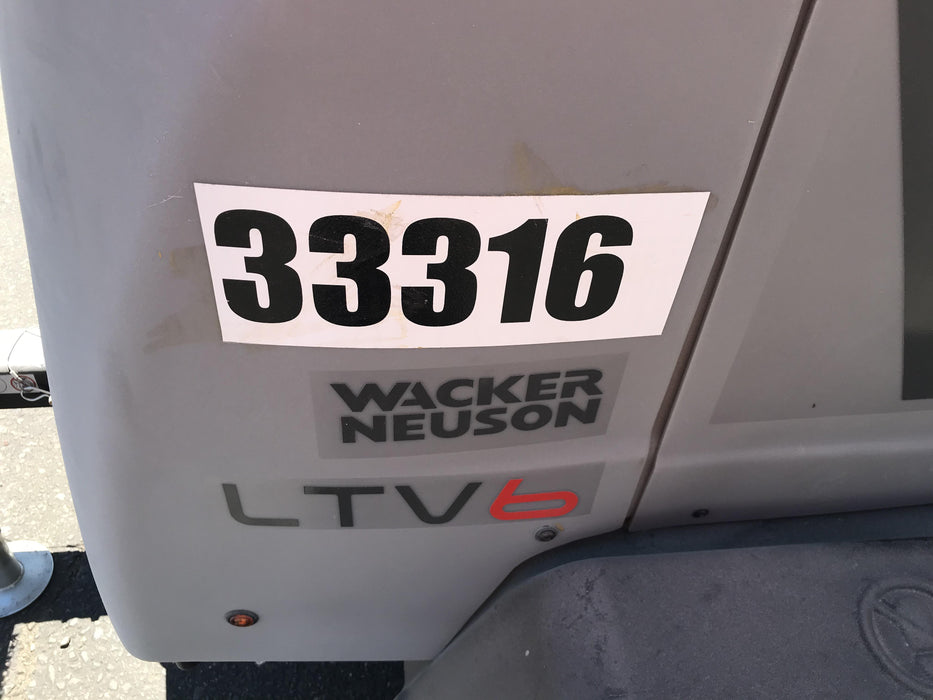 33316
WACKER
NEUSON
LTV6